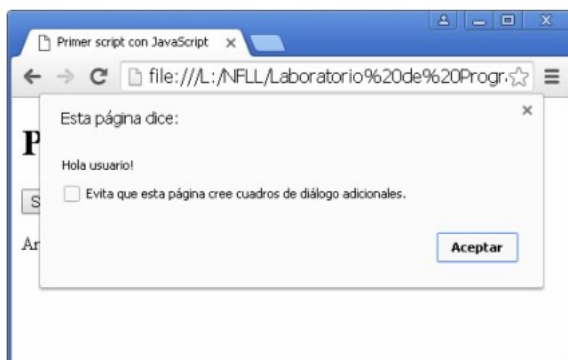 Primer script con JavaScript
file:///L:/NFLL/Laboratorio%20de%20Progr
Esta página dice:
Hola usuario!
Evita que esta página cree cuadros de diálogo adicionales.
Aceptar